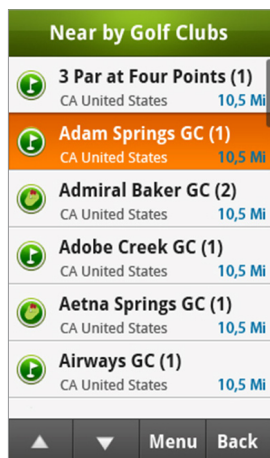 Near by Golf Clubs
3 Par at Four Points (1)
CA United States 10,5 Mi
Adam Springs GC (1)
CA United States 10,5 Mi
Admiral Baker GC (2)
CA United States 10,5 Mi
Adobe Creek GC (1)
CA United States 10,5 Mi
Aetna Springs GC (1)
CA United States 10,5 Mi
Airways GC (1)
CA United States 10,5 Mi
Menu Back